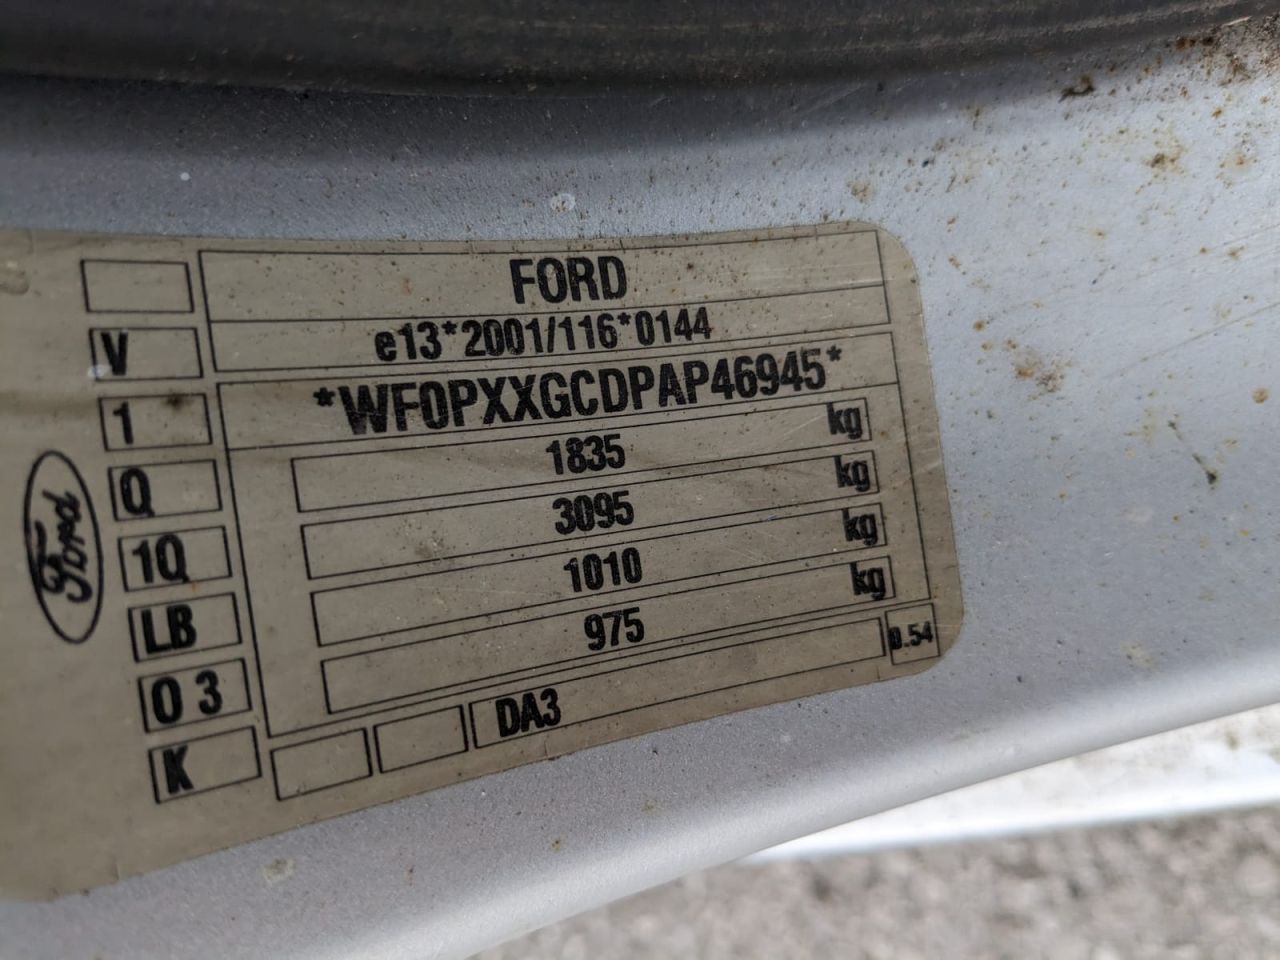 FORD
V e13*2001/116*0144
1 *WF0PXXGCDPAP46945*
Q 1835 kg
1Q 3095 kg
LB 1010 kg
O 3 975 kg
K DA3 0.54
Ford